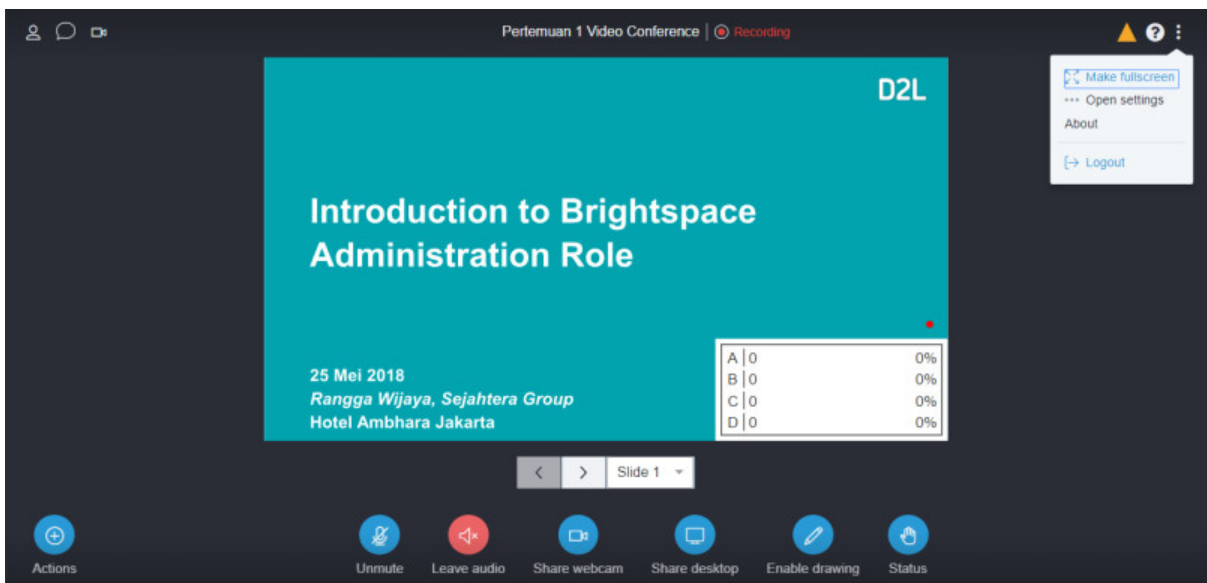 Pertemuan 1 Video Conference | Recording
?
Make fullscreen
Open settings
About
Logout
D2L
Introduction to Brightspace
Administration Role
25 Mei 2018
Rangga Wijaya, Sejahtera Group
Hotel Ambhara Jakarta
A 0 0%
B 0 0%
C 0 0%
D 0 0%
Slide 1
Actions
Unmute
Leave audio
Share webcam
Share desktop
Enable drawing
Status